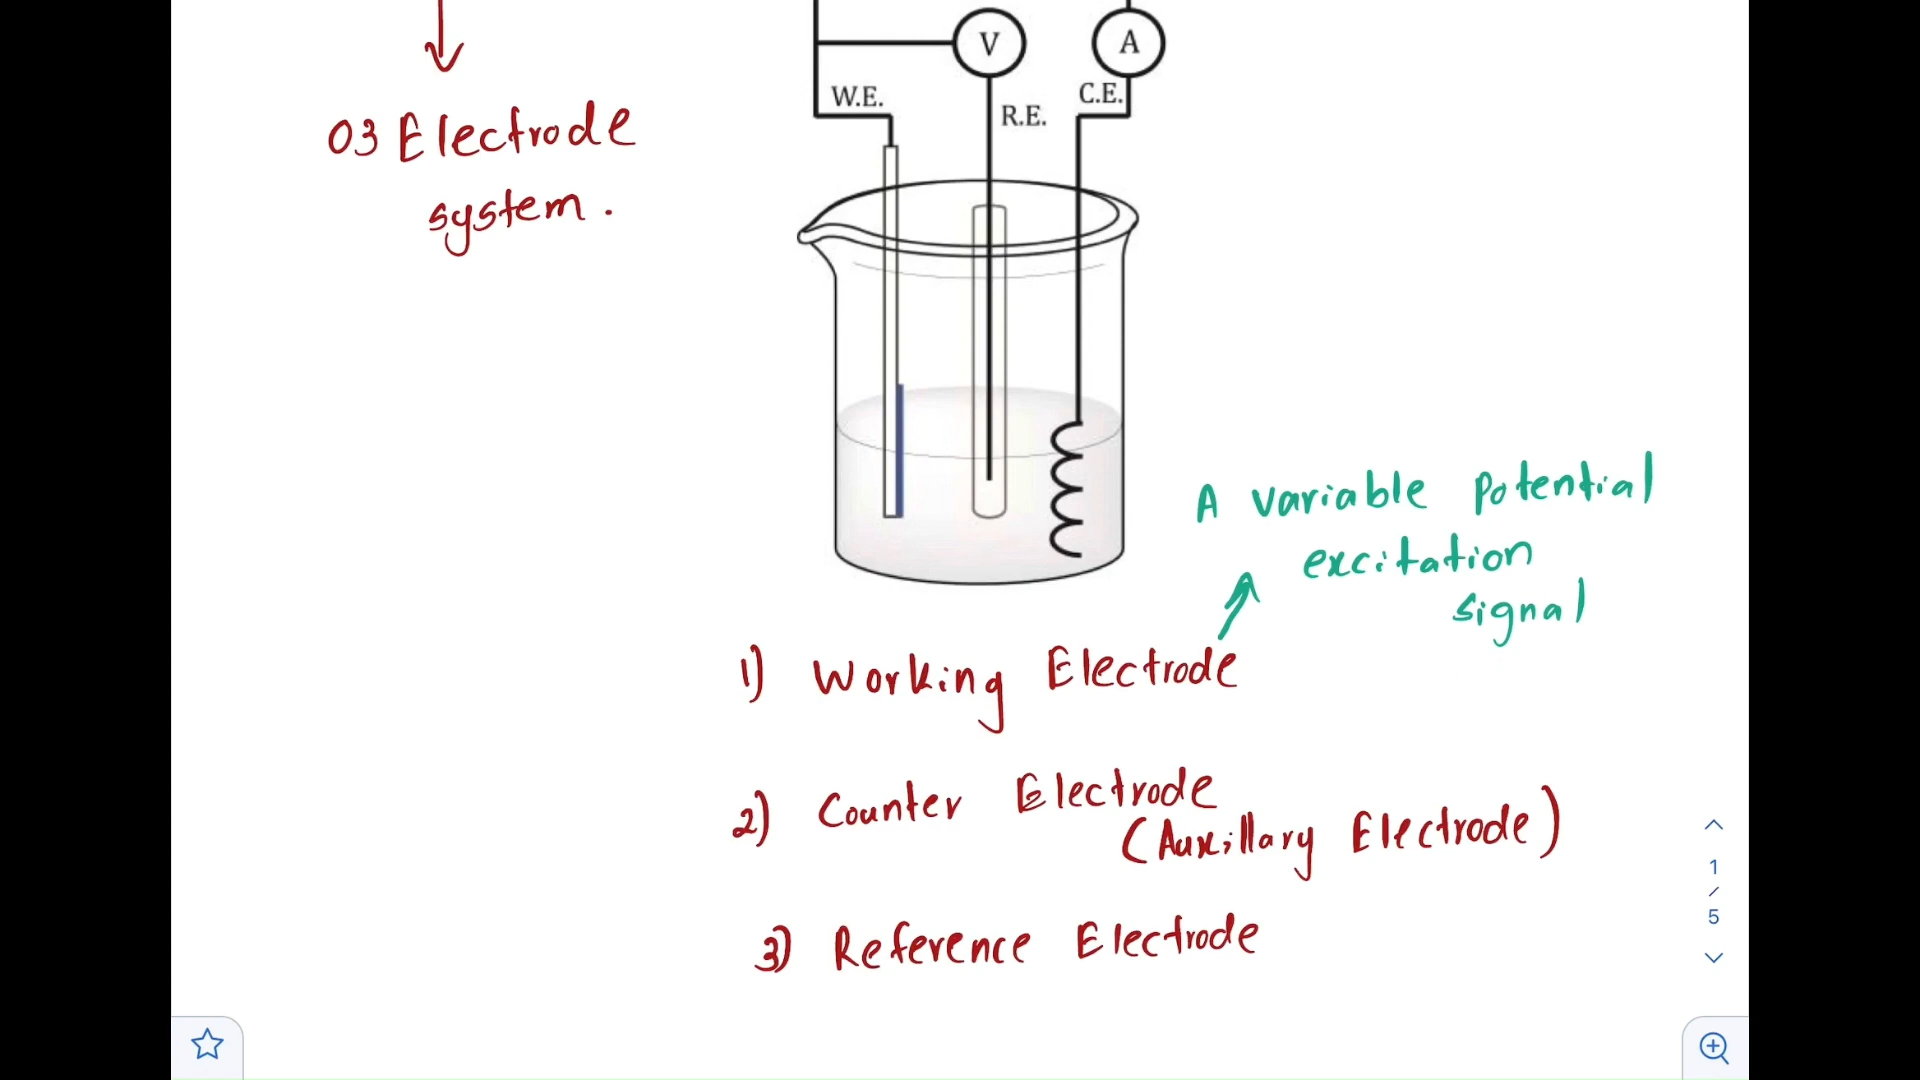 V
A
W.E.
R.E.
C.E.
03 Electrode
system.
A variable potential
excitation
signal
1) Working Electrode
2) Counter Electrode
(Auxillary Electrode)
3) Reference Electrode
1
/
5